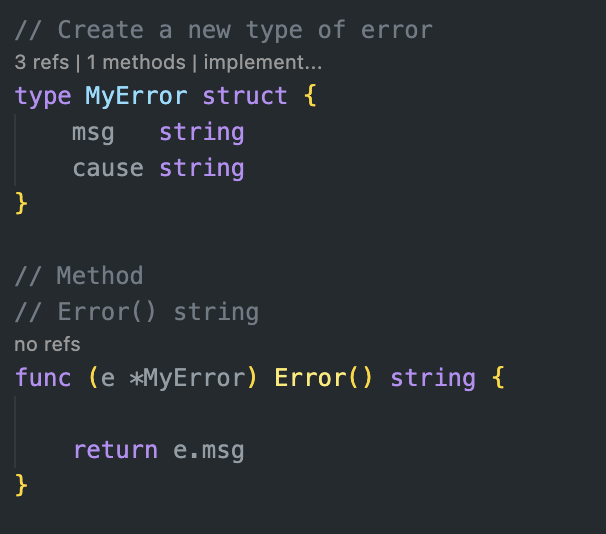 // Create a new type of error
3 refs | 1 methods | implement...
type MyError struct {
    msg   string
    cause string
}
// Method
// Error() string
no refs
func (e *MyError) Error() string {
    return e.msg
}